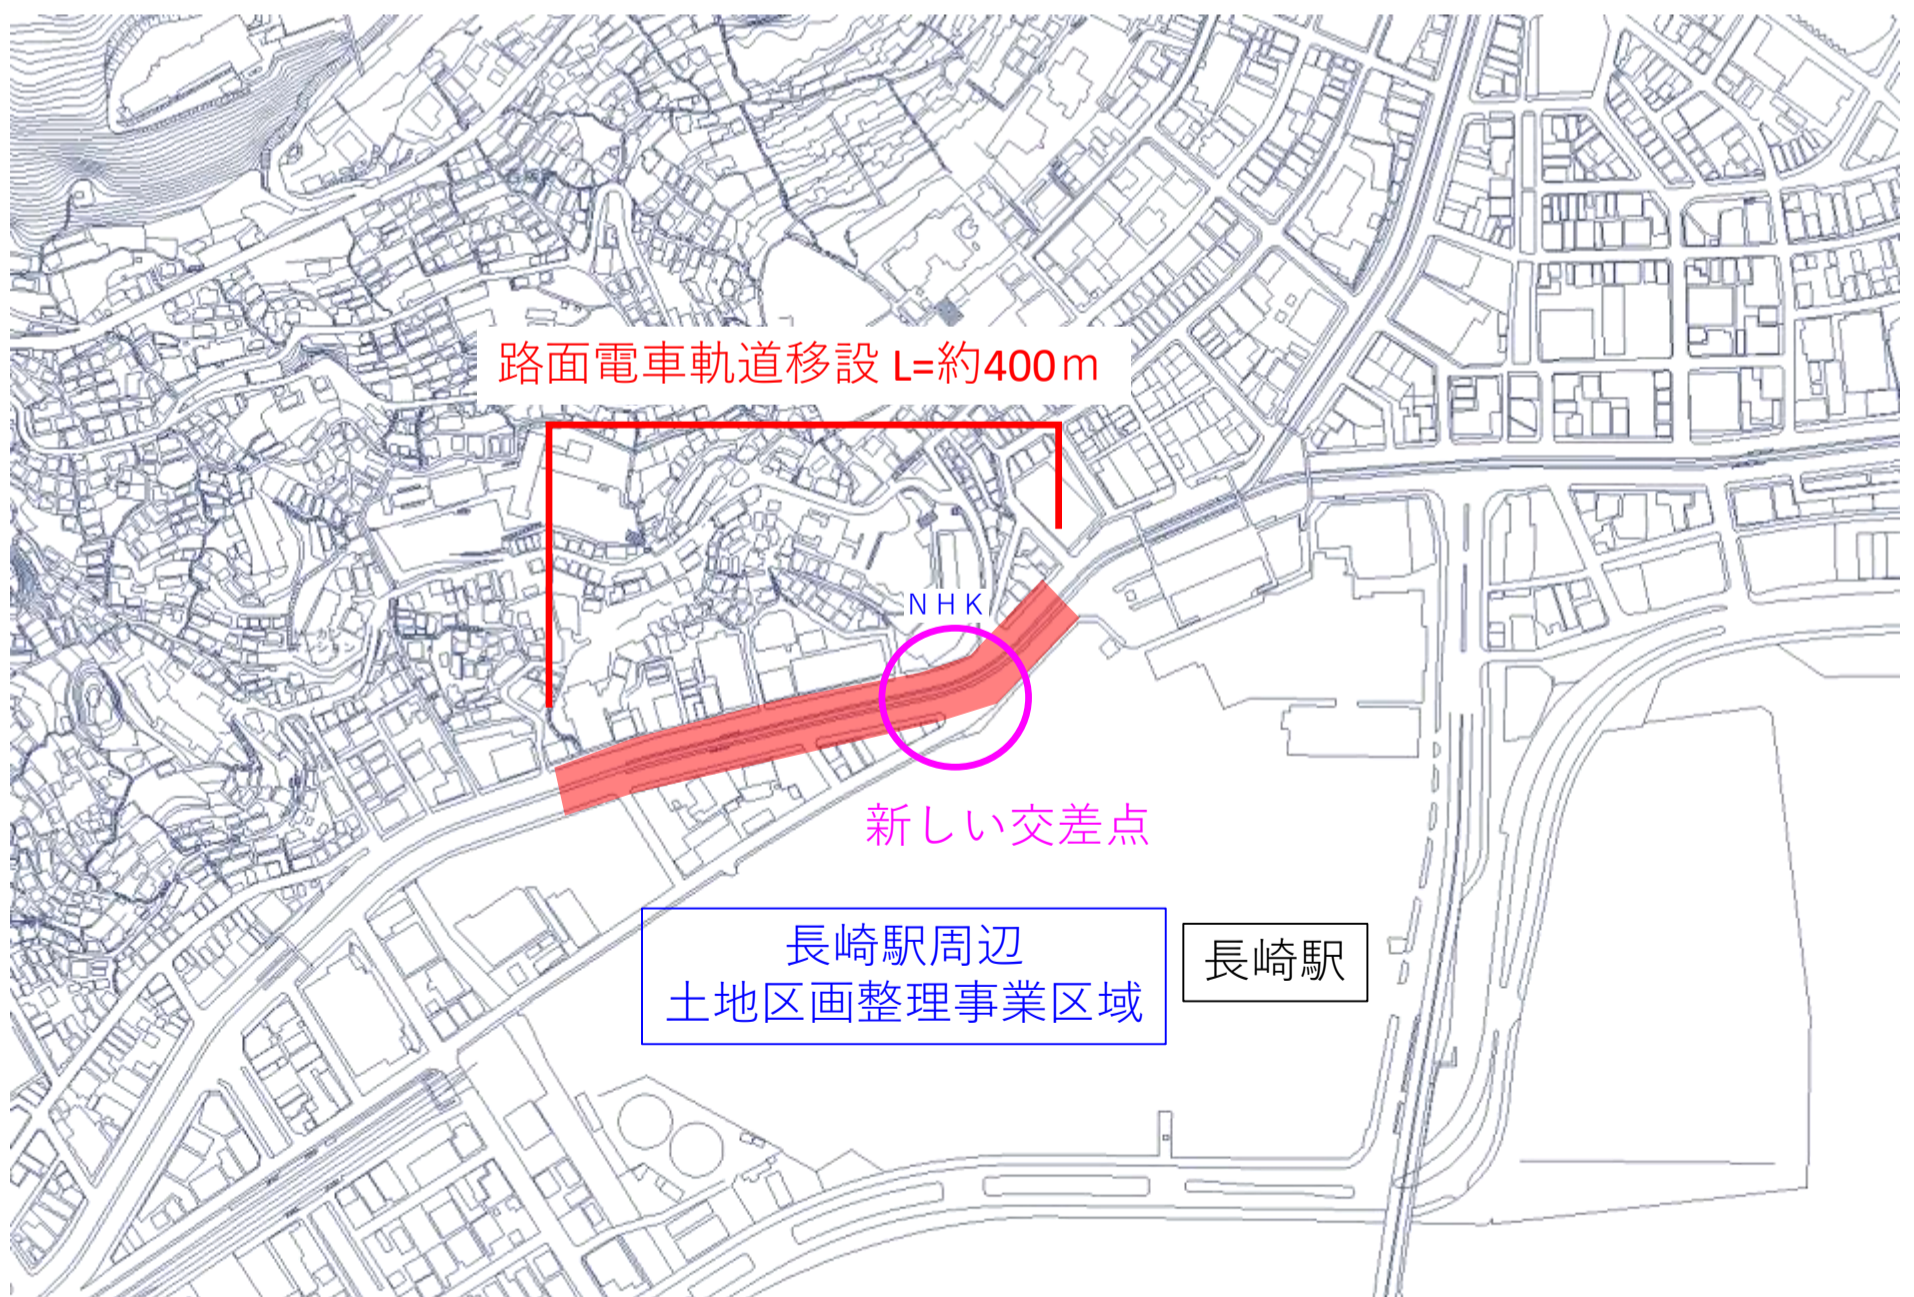 路面電車軌道移設 L=約400m
NHK
新しい交差点
長崎駅周辺
土地区画整理事業区域
長崎駅